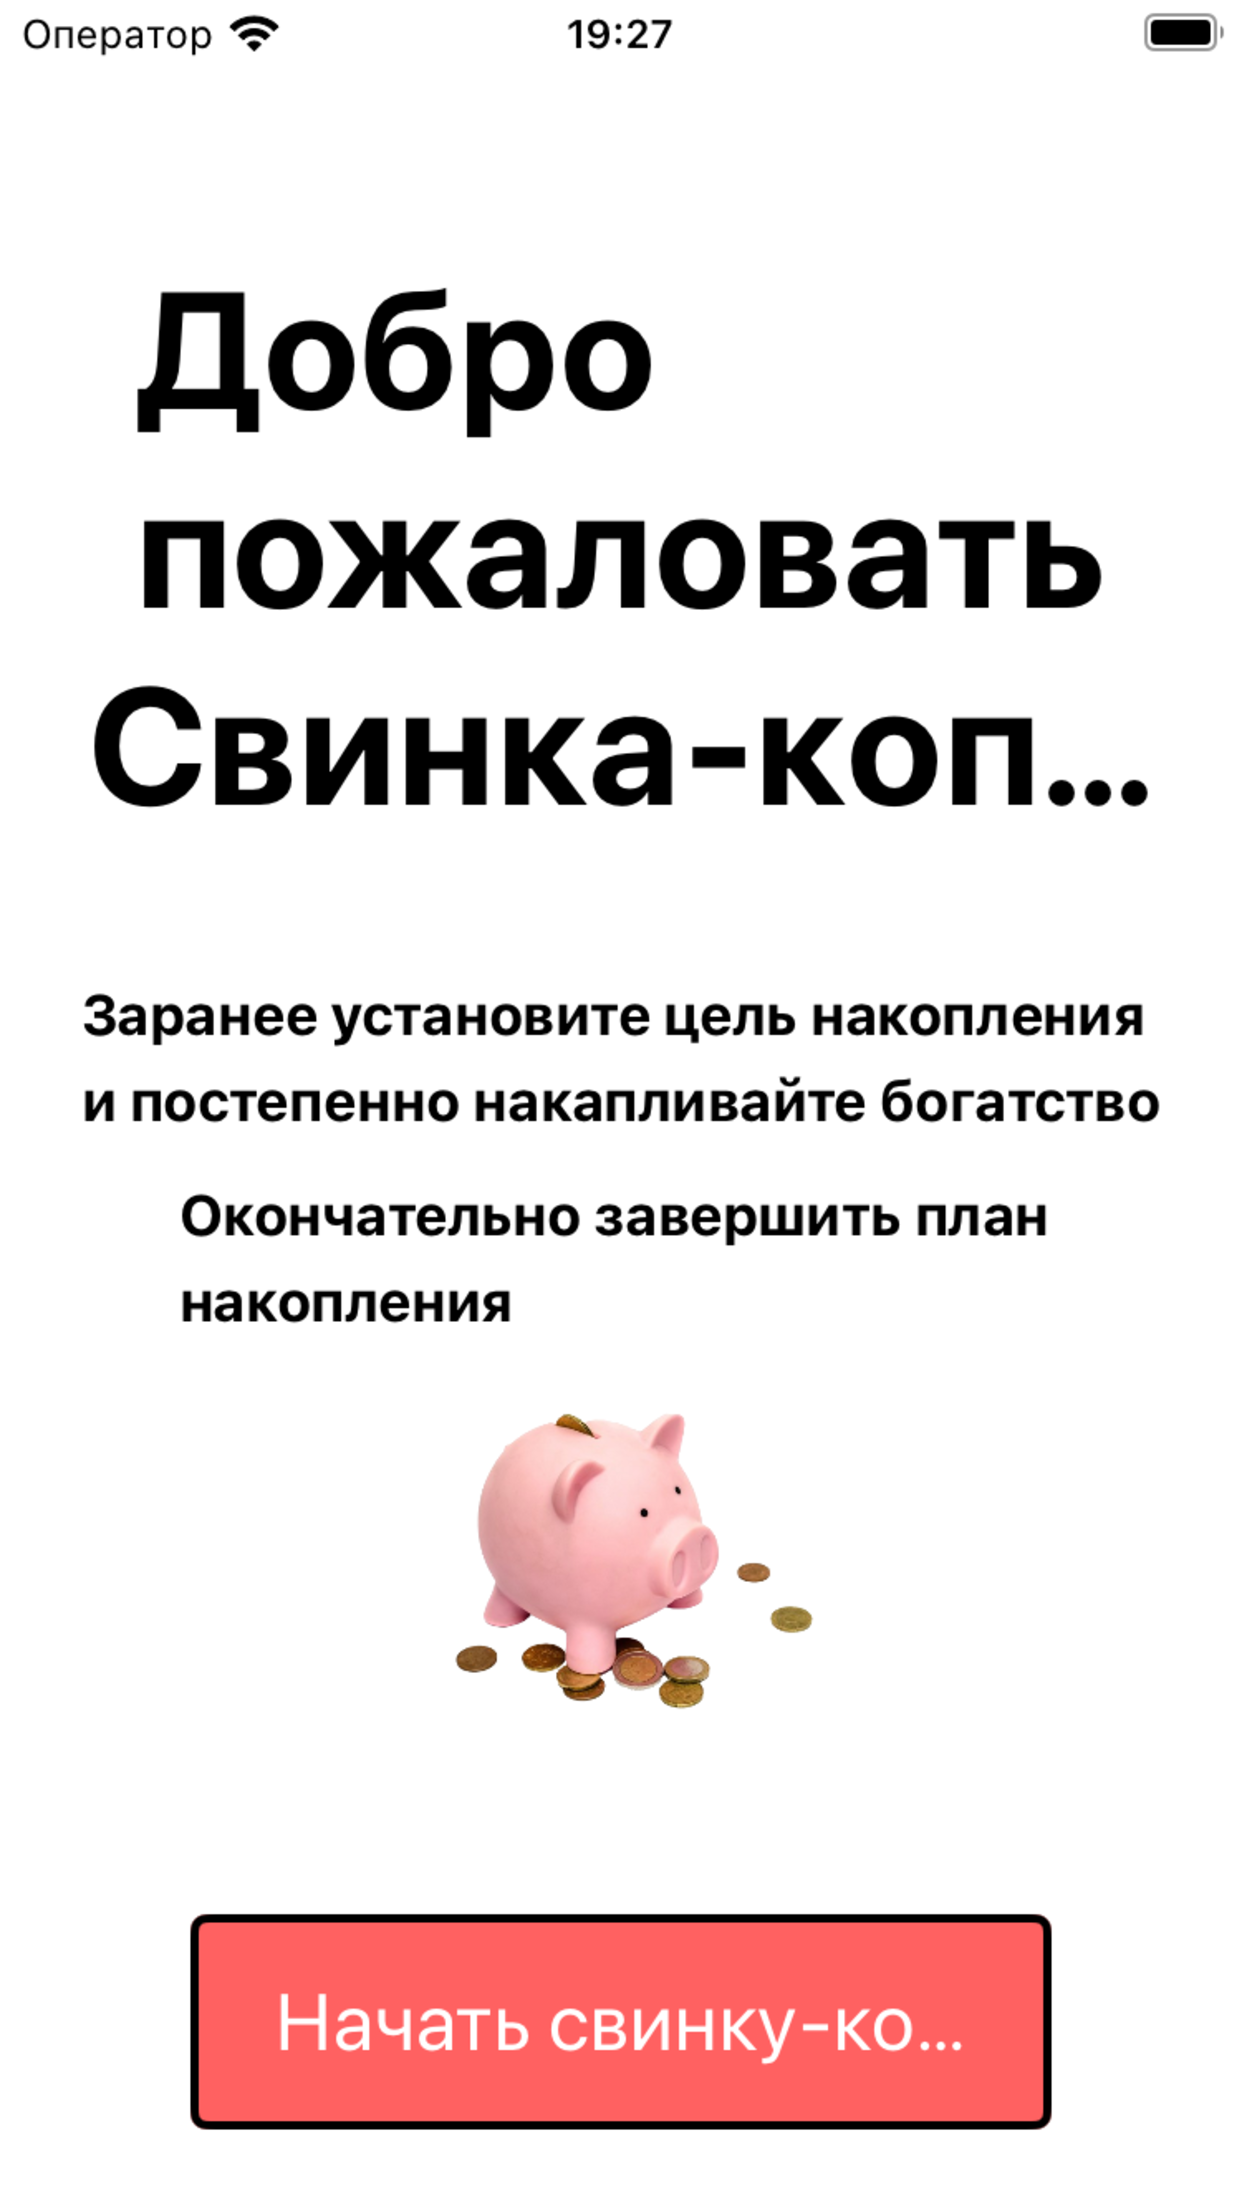 Оператор 19:27
Добро
пожаловать
Свинка-коп...
Заранее установите цель накопления
и постепенно накапливайте богатство
Окончательно завершить план
накопления
Начать свинку-ко...